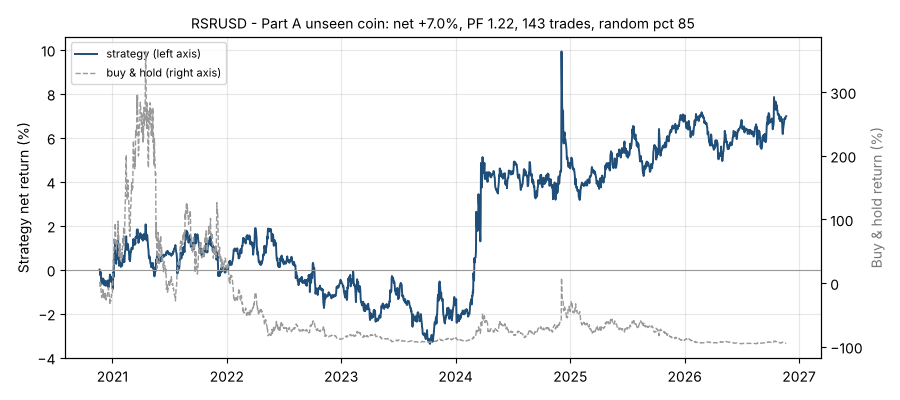 RSRUSD - Part A unseen coin: net +7.0%, PF 1.22, 143 trades, random pct 85
strategy (left axis)
buy & hold (right axis)
Strategy net return (%)
10
8
6
4
2
0
−2
−4
300
200
100
0
−100
Buy & hold return (%)
2021 2022 2023 2024 2025 2026 2027